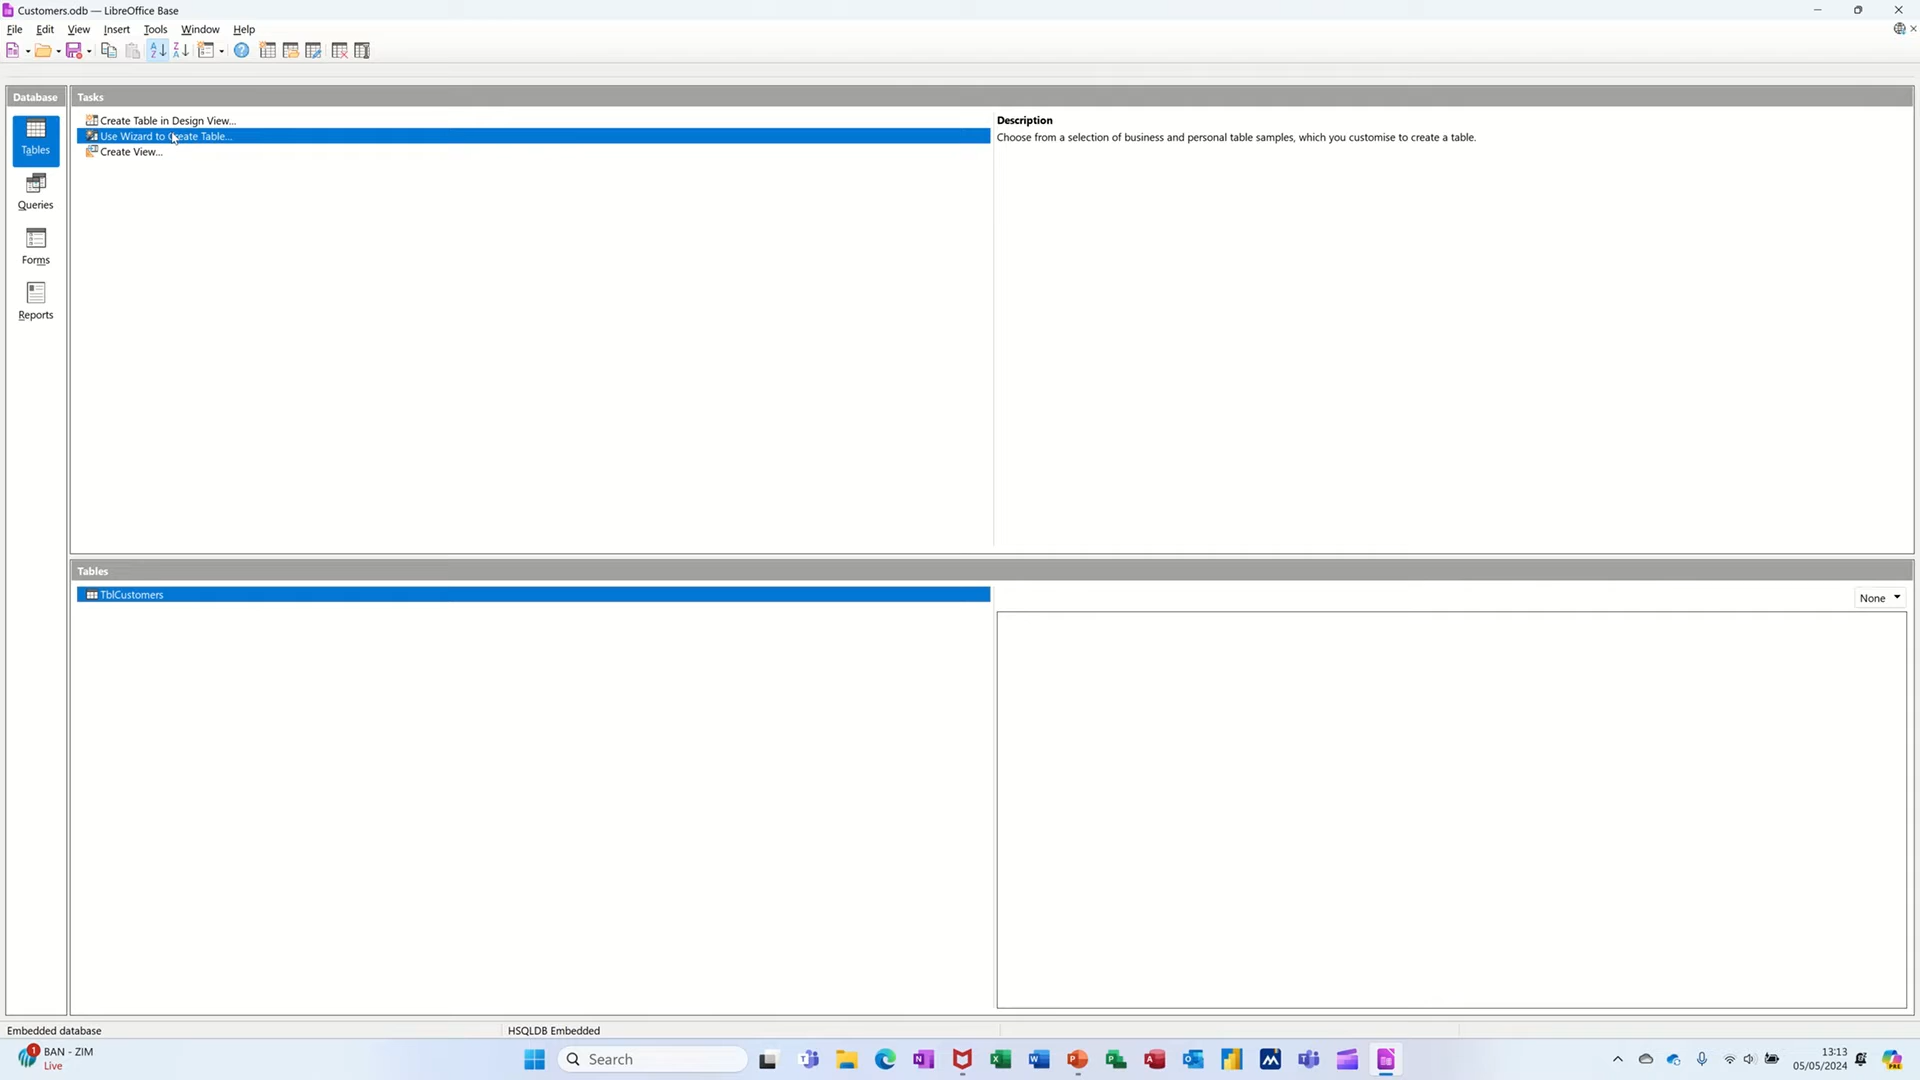 Customers.odb — LibreOffice Base
File Edit View Insert Tools Window Help
Database
Tables
Queries
Forms
Reports
Tasks
Create Table in Design View...
Use Wizard to Create Table...
Create View...
Description
Choose from a selection of business and personal table samples, which you customise to create a table.
Tables
TblCustomers
None
Embedded database
HSQLDB Embedded
1
BAN - ZIM
Live
Search
13:13
05/05/2024
PRE